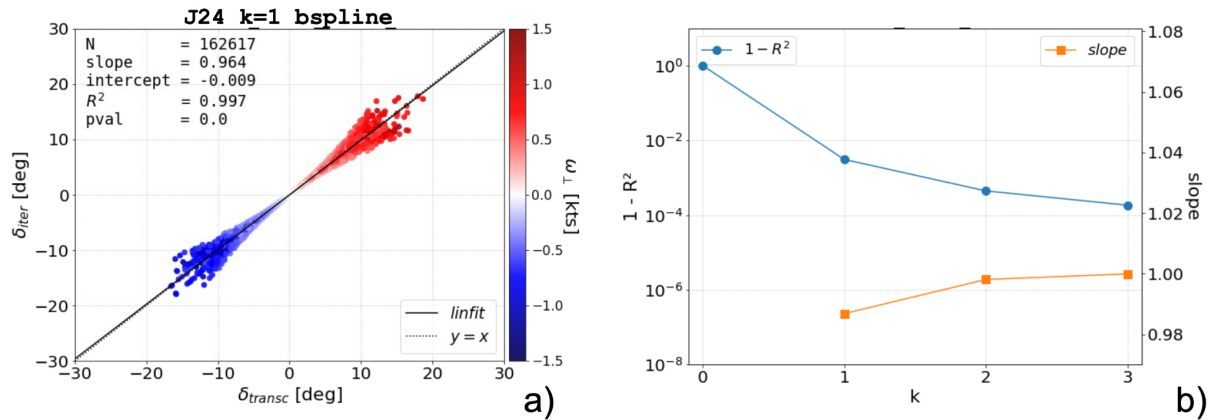 J24 k=1 bspline
30
20
10
0
−10
−20
−30
−30
−20
−10
0
10
20
30
δiter [deg]
δtransc [deg]
N = 162617
slope = 0.964
intercept = -0.009
R² = 0.997
pval = 0.0
linfit
y = x
1.5
1.0
0.5
0.0
−0.5
−1.0
−1.5
ω⊥ [kts]
a)
1 − R²
slope
10⁰
10⁻²
10⁻⁴
10⁻⁶
10⁻⁸
1 - R²
0
1
2
3
k
1.08
1.06
1.04
1.02
1.00
0.98
slope
b)